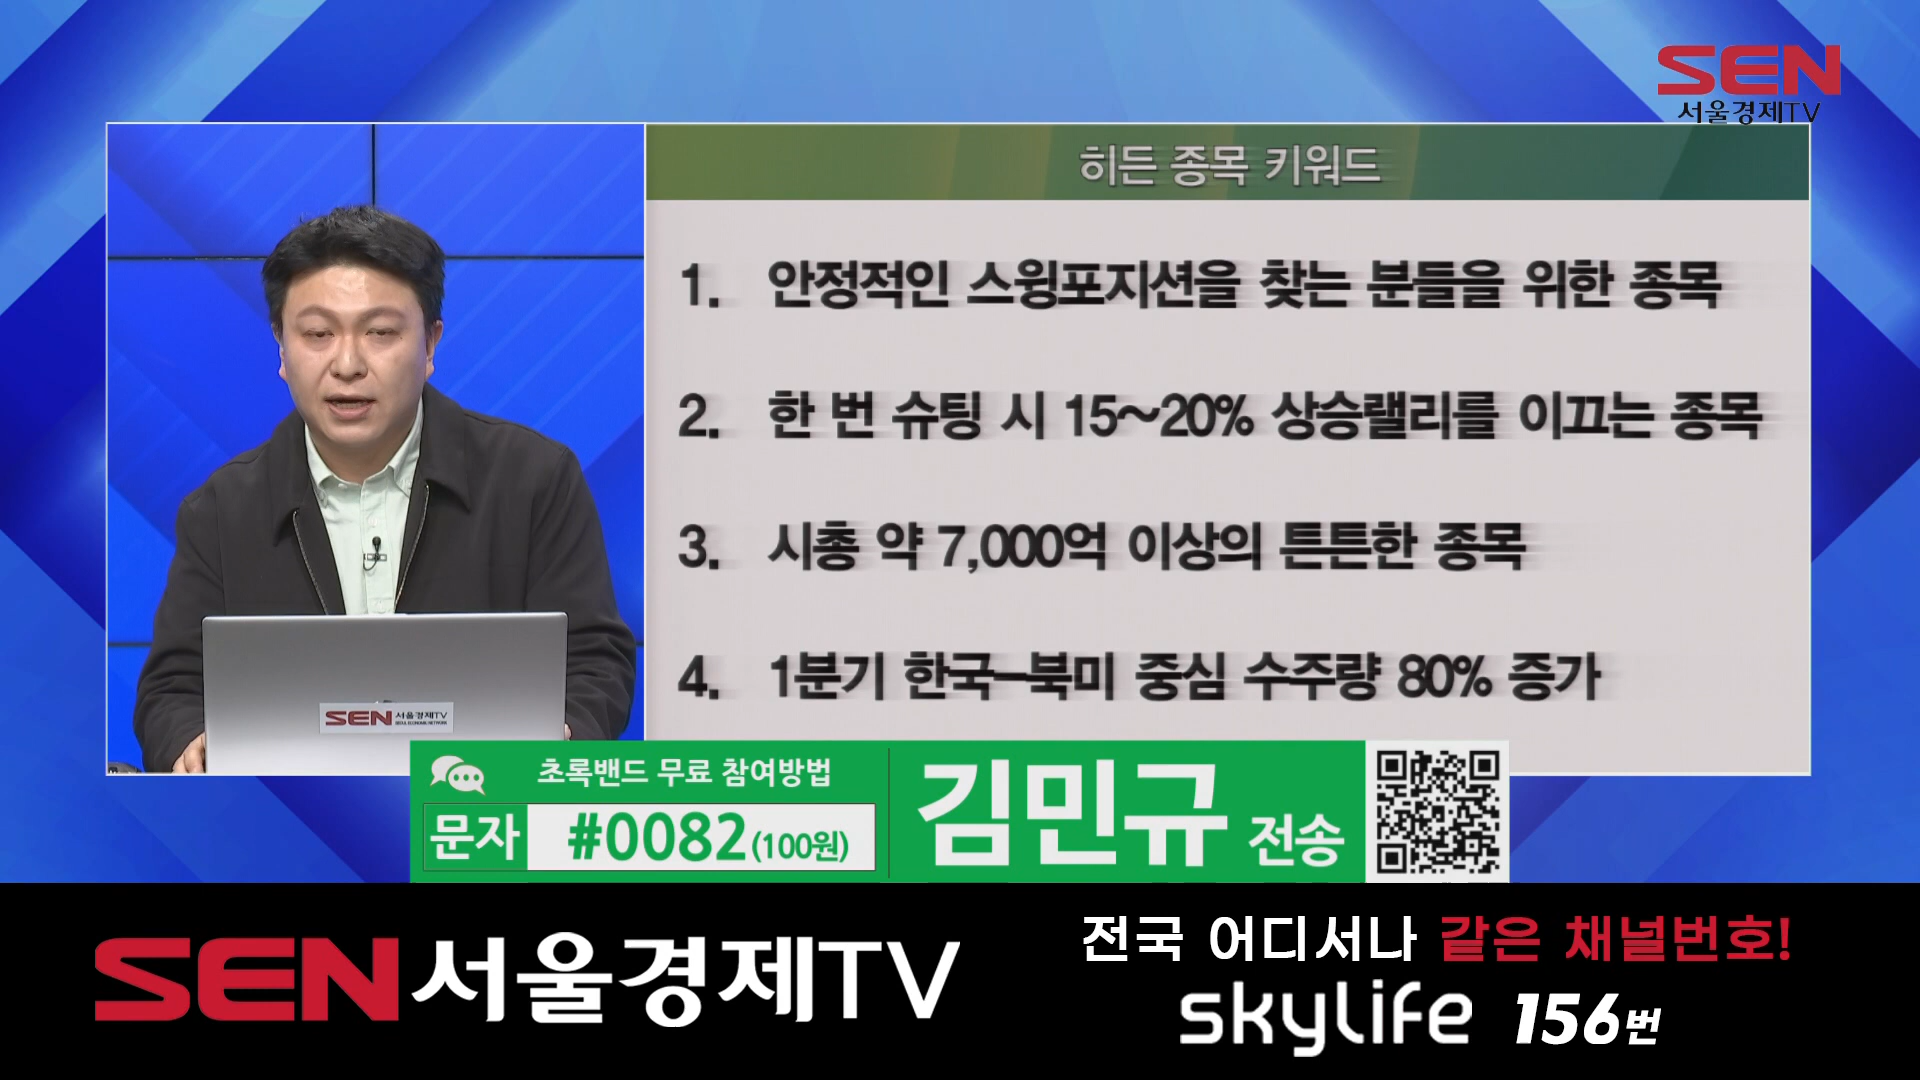 SEN
서울경제TV
히든 종목 키워드
1. 안정적인 스윙포지션을 찾는 분들을 위한 종목
2. 한 번 슈팅 시 15~20% 상승랠리를 이끄는 종목
3. 시총 약 7,000억 이상의 튼튼한 종목
4. 1분기 한국-북미 중심 수주량 80% 증가
SEN 서울경제TV
초록밴드 무료 참여방법
문자 #0082(100원)
김민규 전송
SEN서울경제TV
전국 어디서나 같은 채널번호!
skylife 156번